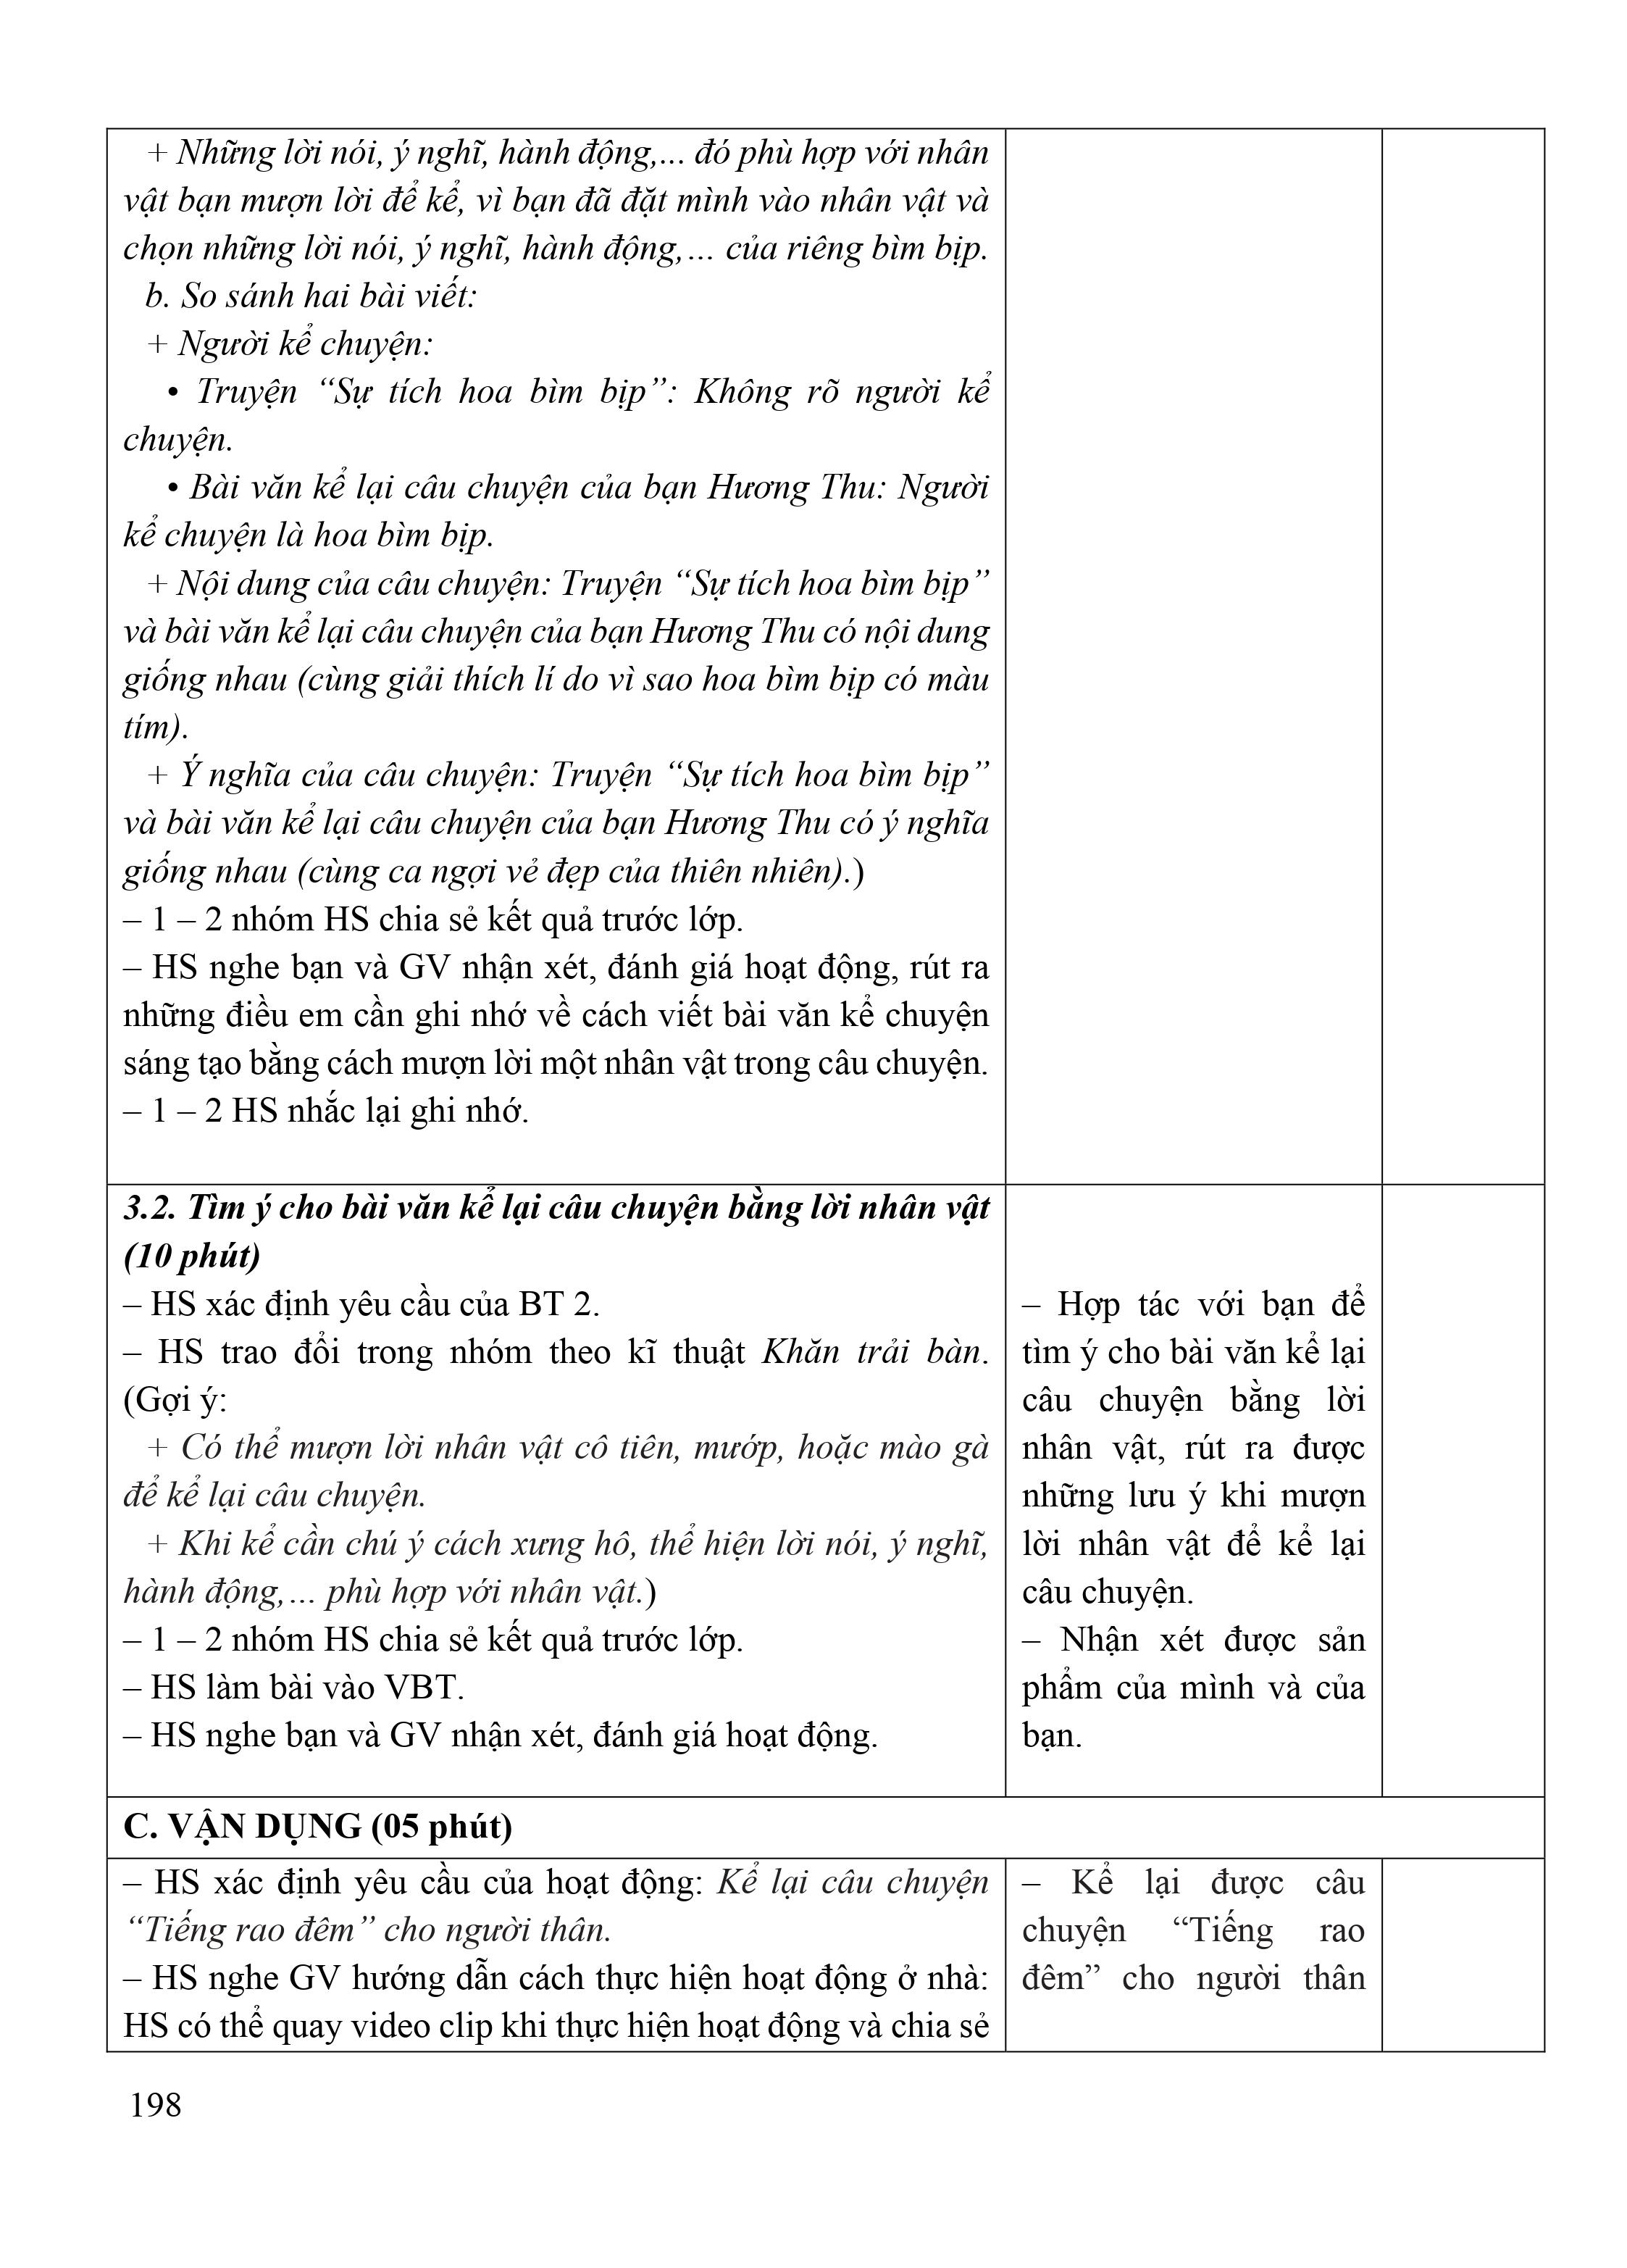 + Những lời nói, ý nghĩ, hành động,... đó phù hợp với nhân
vật bạn mượn lời để kể, vì bạn đã đặt mình vào nhân vật và
chọn những lời nói, ý nghĩ, hành động,... của riêng bìm bịp.
b. So sánh hai bài viết:
+ Người kể chuyện:
• Truyện “Sự tích hoa bìm bịp”: Không rõ người kể
chuyện.
• Bài văn kể lại câu chuyện của bạn Hương Thu: Người
kể chuyện là hoa bìm bịp.
+ Nội dung của câu chuyện: Truyện “Sự tích hoa bìm bịp”
và bài văn kể lại câu chuyện của bạn Hương Thu có nội dung
giống nhau (cùng giải thích lí do vì sao hoa bìm bịp có màu
tím).
+ Ý nghĩa của câu chuyện: Truyện “Sự tích hoa bìm bịp”
và bài văn kể lại câu chuyện của bạn Hương Thu có ý nghĩa
giống nhau (cùng ca ngợi vẻ đẹp của thiên nhiên).)
– 1 – 2 nhóm HS chia sẻ kết quả trước lớp.
– HS nghe bạn và GV nhận xét, đánh giá hoạt động, rút ra
những điều em cần ghi nhớ về cách viết bài văn kể chuyện
sáng tạo bằng cách mượn lời một nhân vật trong câu chuyện.
– 1 – 2 HS nhắc lại ghi nhớ.
3.2. Tìm ý cho bài văn kể lại câu chuyện bằng lời nhân vật
(10 phút)
– HS xác định yêu cầu của BT 2.
– HS trao đổi trong nhóm theo kĩ thuật Khăn trải bàn.
(Gợi ý:
+ Có thể mượn lời nhân vật cô tiên, mướp, hoặc mào gà
để kể lại câu chuyện.
+ Khi kể cần chú ý cách xưng hô, thể hiện lời nói, ý nghĩ,
hành động,... phù hợp với nhân vật.)
– 1 – 2 nhóm HS chia sẻ kết quả trước lớp.
– HS làm bài vào VBT.
– HS nghe bạn và GV nhận xét, đánh giá hoạt động.
– Hợp tác với bạn để
tìm ý cho bài văn kể lại
câu chuyện bằng lời
nhân vật, rút ra được
những lưu ý khi mượn
lời nhân vật để kể lại
câu chuyện.
– Nhận xét được sản
phẩm của mình và của
bạn.
C. VẬN DỤNG (05 phút)
– HS xác định yêu cầu của hoạt động: Kể lại câu chuyện
“Tiếng rao đêm” cho người thân.
– HS nghe GV hướng dẫn cách thực hiện hoạt động ở nhà:
HS có thể quay video clip khi thực hiện hoạt động và chia sẻ
– Kể lại được câu
chuyện “Tiếng rao
đêm” cho người thân
198